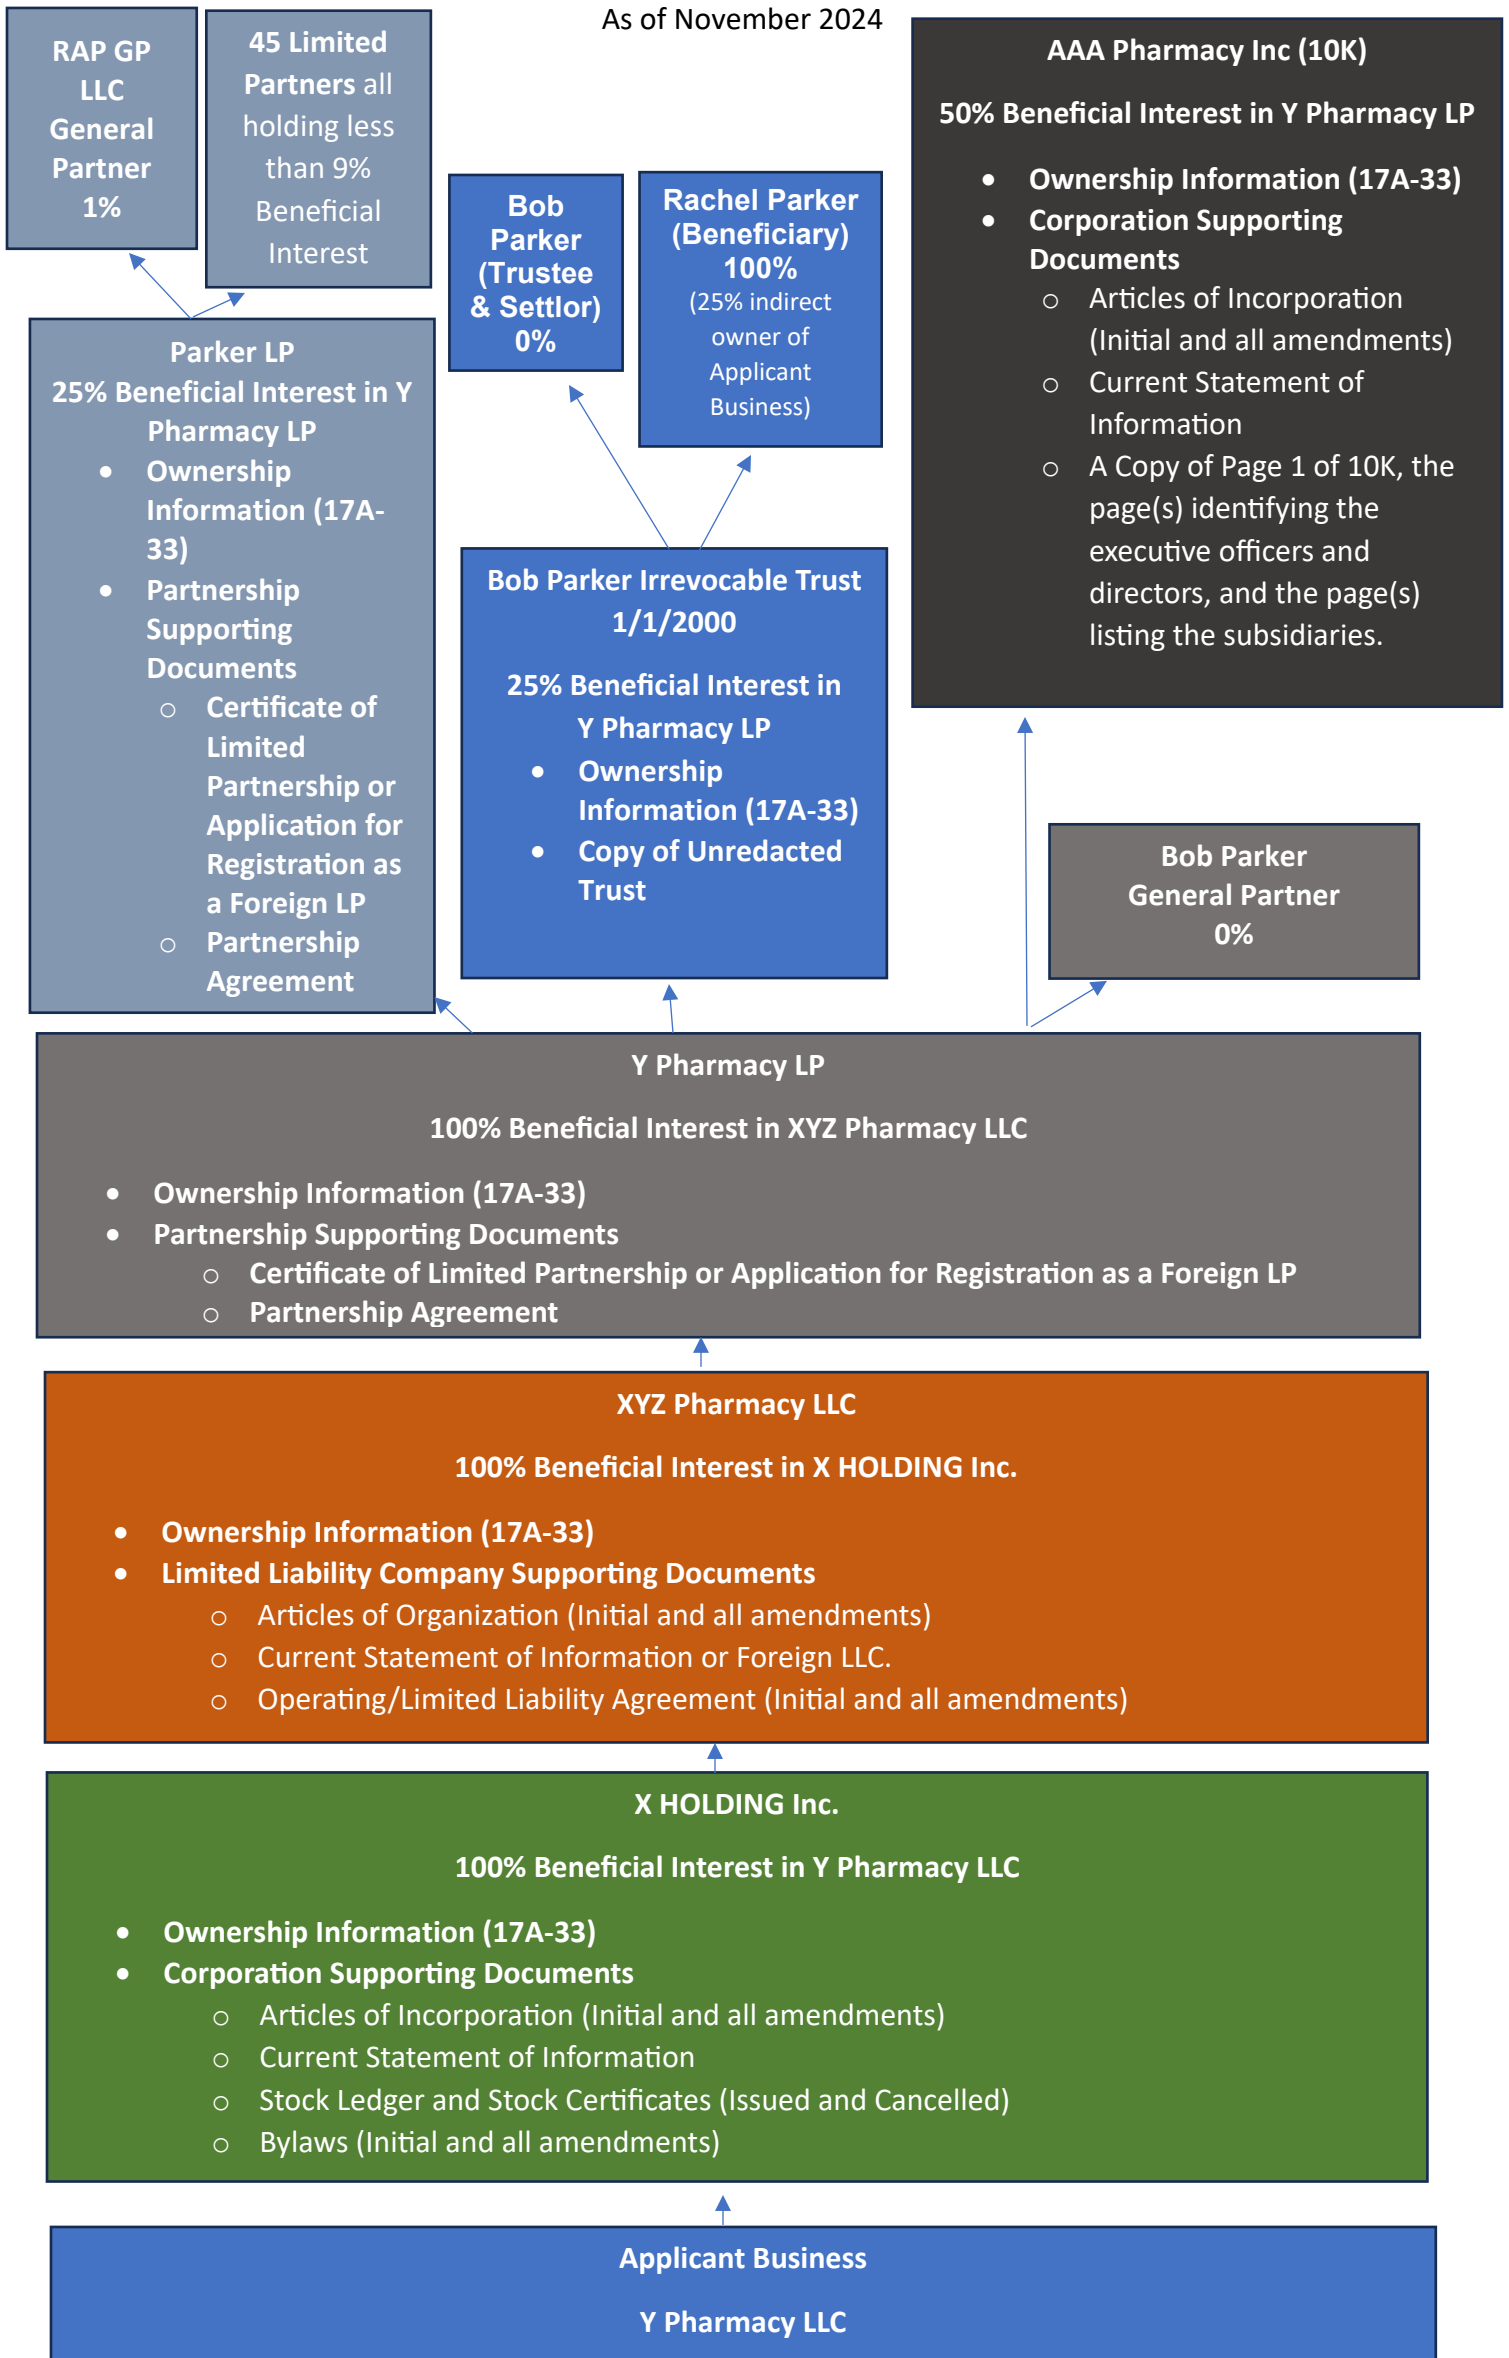 As of November 2024
RAP GP
LLC
General
Partner
1%
45 Limited
Partners all
holding less
than 9%
Beneficial
Interest
Bob
Parker
(Trustee
& Settlor)
0%
Rachel Parker
(Beneficiary)
100%
(25% indirect
owner of
Applicant
Business)
AAA Pharmacy Inc (10K)
50% Beneficial Interest in Y Pharmacy LP
• Ownership Information (17A-33)
• Corporation Supporting
Documents
o Articles of Incorporation
(Initial and all amendments)
o Current Statement of
Information
o A Copy of Page 1 of 10K, the
page(s) identifying the
executive officers and
directors, and the page(s)
listing the subsidiaries.
Parker LP
25% Beneficial Interest in Y
Pharmacy LP
• Ownership
Information (17A-
33)
• Partnership
Supporting
Documents
o Certificate of
Limited
Partnership or
Application for
Registration as
a Foreign LP
o Partnership
Agreement
Bob Parker Irrevocable Trust
1/1/2000
25% Beneficial Interest in
Y Pharmacy LP
• Ownership
Information (17A-33)
• Copy of Unredacted
Trust
Bob Parker
General Partner
0%
Y Pharmacy LP
100% Beneficial Interest in XYZ Pharmacy LLC
• Ownership Information (17A-33)
• Partnership Supporting Documents
o Certificate of Limited Partnership or Application for Registration as a Foreign LP
o Partnership Agreement
XYZ Pharmacy LLC
100% Beneficial Interest in X HOLDING Inc.
• Ownership Information (17A-33)
• Limited Liability Company Supporting Documents
o Articles of Organization (Initial and all amendments)
o Current Statement of Information or Foreign LLC.
o Operating/Limited Liability Agreement (Initial and all amendments)
X HOLDING Inc.
100% Beneficial Interest in Y Pharmacy LLC
• Ownership Information (17A-33)
• Corporation Supporting Documents
o Articles of Incorporation (Initial and all amendments)
o Current Statement of Information
o Stock Ledger and Stock Certificates (Issued and Cancelled)
o Bylaws (Initial and all amendments)
Applicant Business
Y Pharmacy LLC